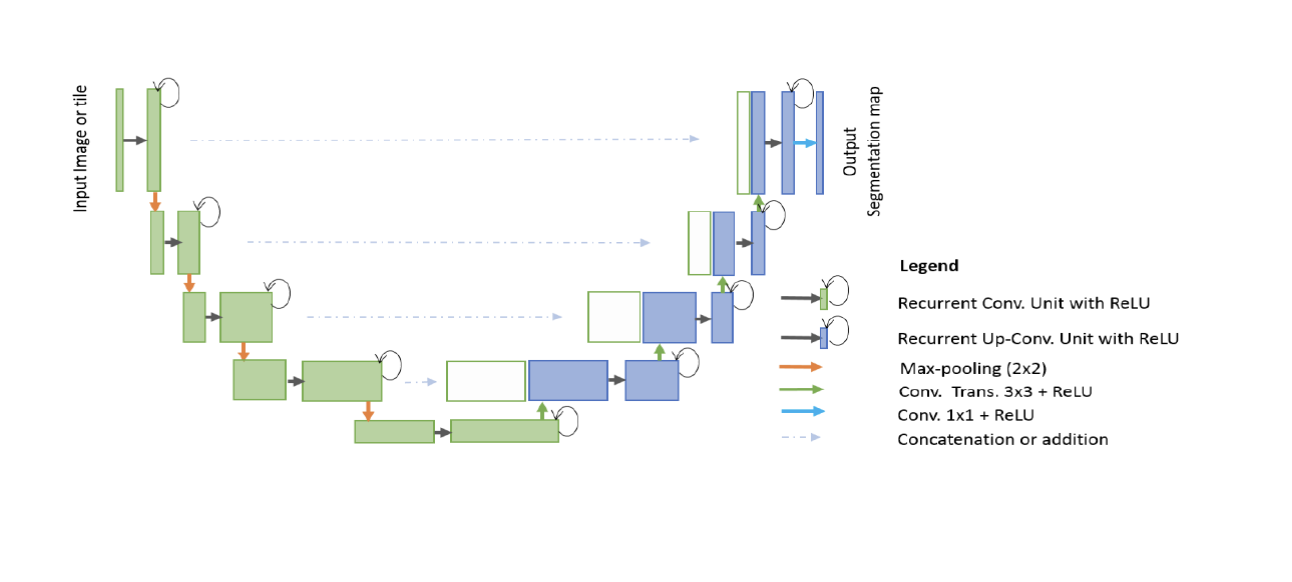 Input Image or tile
Output
Segmentation map
Legend
Recurrent Conv. Unit with ReLU
Recurrent Up-Conv. Unit with ReLU
Max-pooling (2x2)
Conv. Trans. 3x3 + ReLU
Conv. 1x1 + ReLU
Concatenation or addition